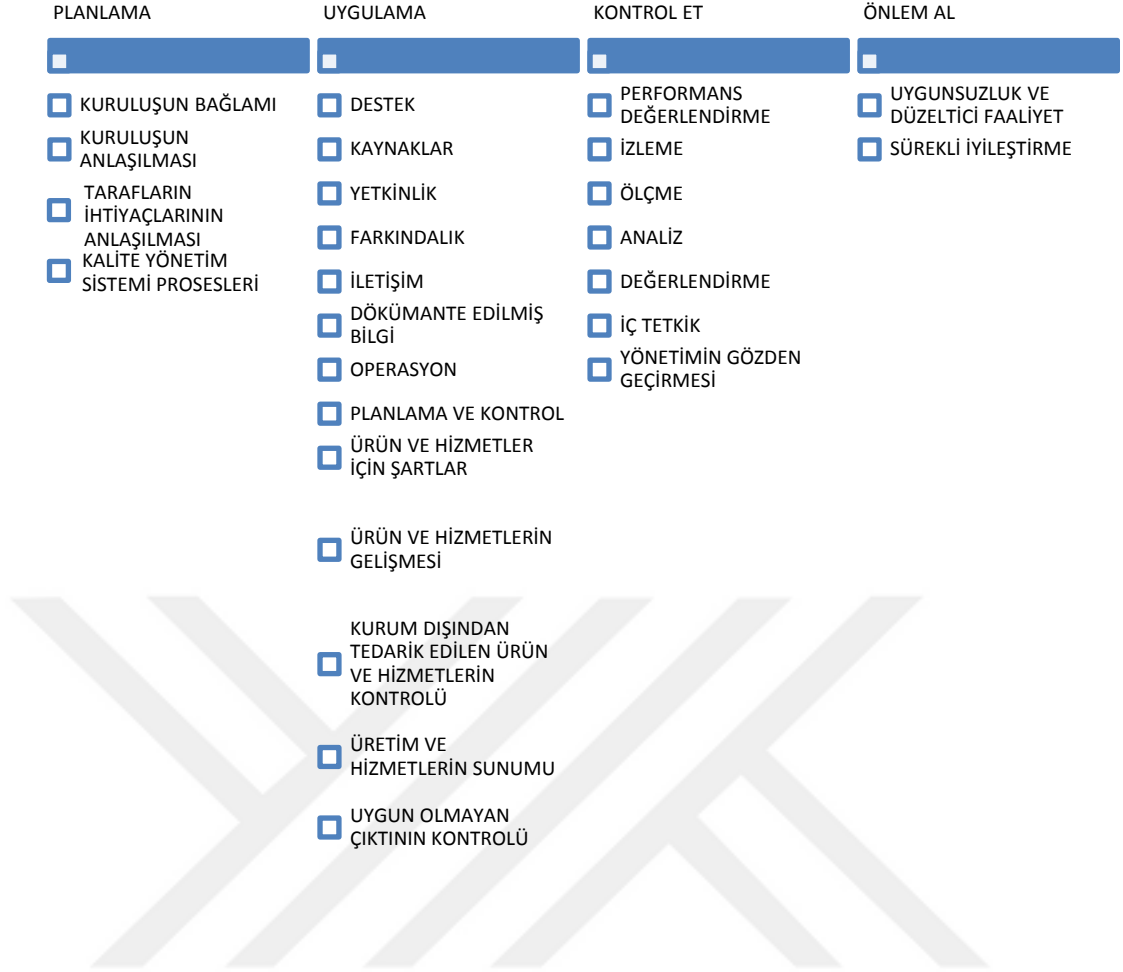 PLANLAMA
KURULUŞUN BAĞLAMI
KURULUŞUN
ANLAŞILMASI
TARAFLARIN
İHTİYAÇLARININ
ANLAŞILMASI
KALİTE YÖNETİM
SİSTEMİ PROSESLERİ
UYGULAMA
DESTEK
KAYNAKLAR
YETKİNLİK
FARKINDALIK
İLETİŞİM
DÖKÜMANTE EDİLMİŞ
BİLGİ
OPERASYON
PLANLAMA VE KONTROL
ÜRÜN VE HİZMETLER
İÇİN ŞARTLAR
ÜRÜN VE HİZMETLERİN
GELİŞMESİ
KURUM DIŞINDAN
TEDARİK EDİLEN ÜRÜN
VE HİZMETLERİN
KONTROLÜ
ÜRETİM VE
HİZMETLERİN SUNUMU
UYGUN OLMAYAN
ÇIKTININ KONTROLÜ
KONTROL ET
PERFORMANS
DEĞERLENDİRME
İZLEME
ÖLÇME
ANALİZ
DEĞERLENDİRME
İÇ TETKİK
YÖNETİMİN GÖZDEN
GEÇİRMESİ
ÖNLEM AL
UYGUNSUZLUK VE
DÜZELTİCİ FAALİYET
SÜREKLİ İYİLEŞTİRME